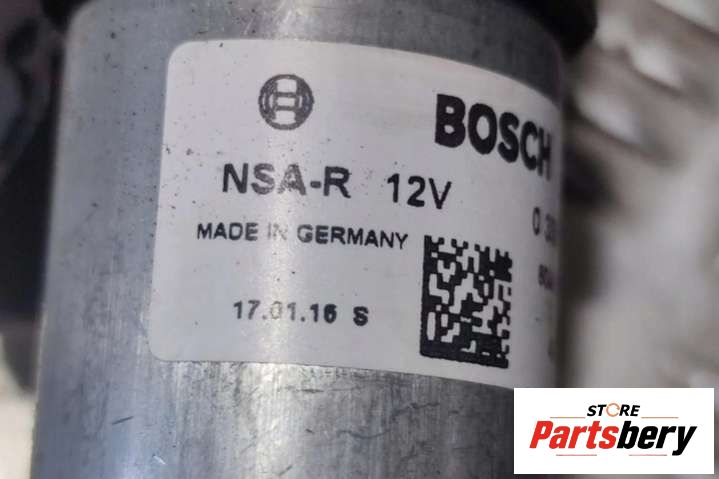 BOSCH
NSA-R 12V
MADE IN GERMANY
17.01.16 S
STORE
Partsbery